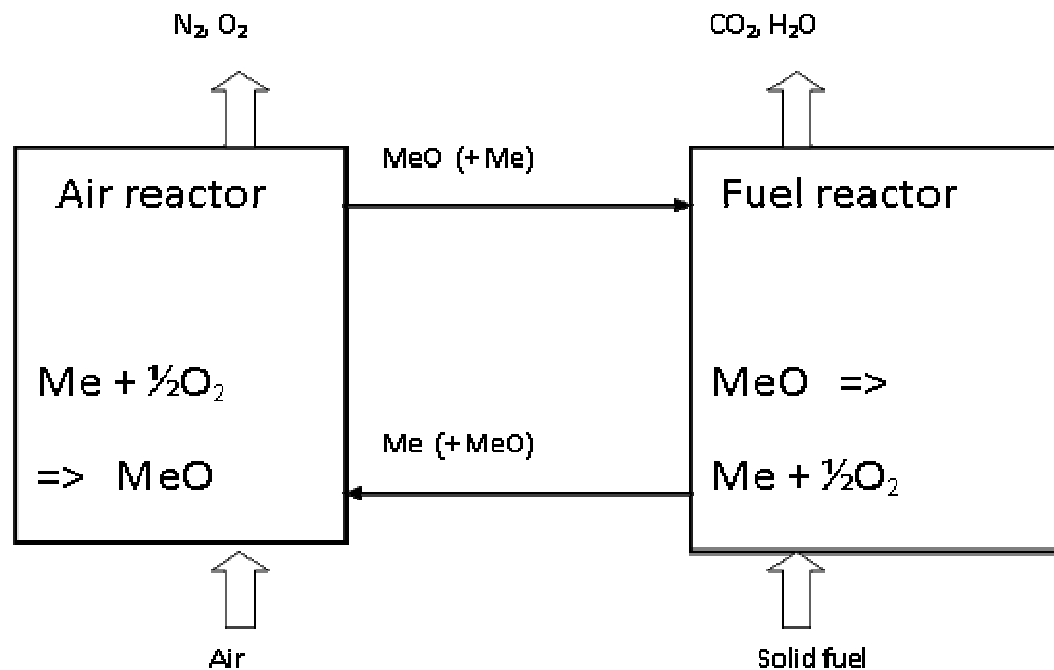 N₂, O₂
CO₂, H₂O
MeO (+ Me)
Air reactor
Fuel reactor
Me + ½O₂
=> MeO
MeO =>
Me + ½O₂
Me (+ MeO)
Air
Solid fuel